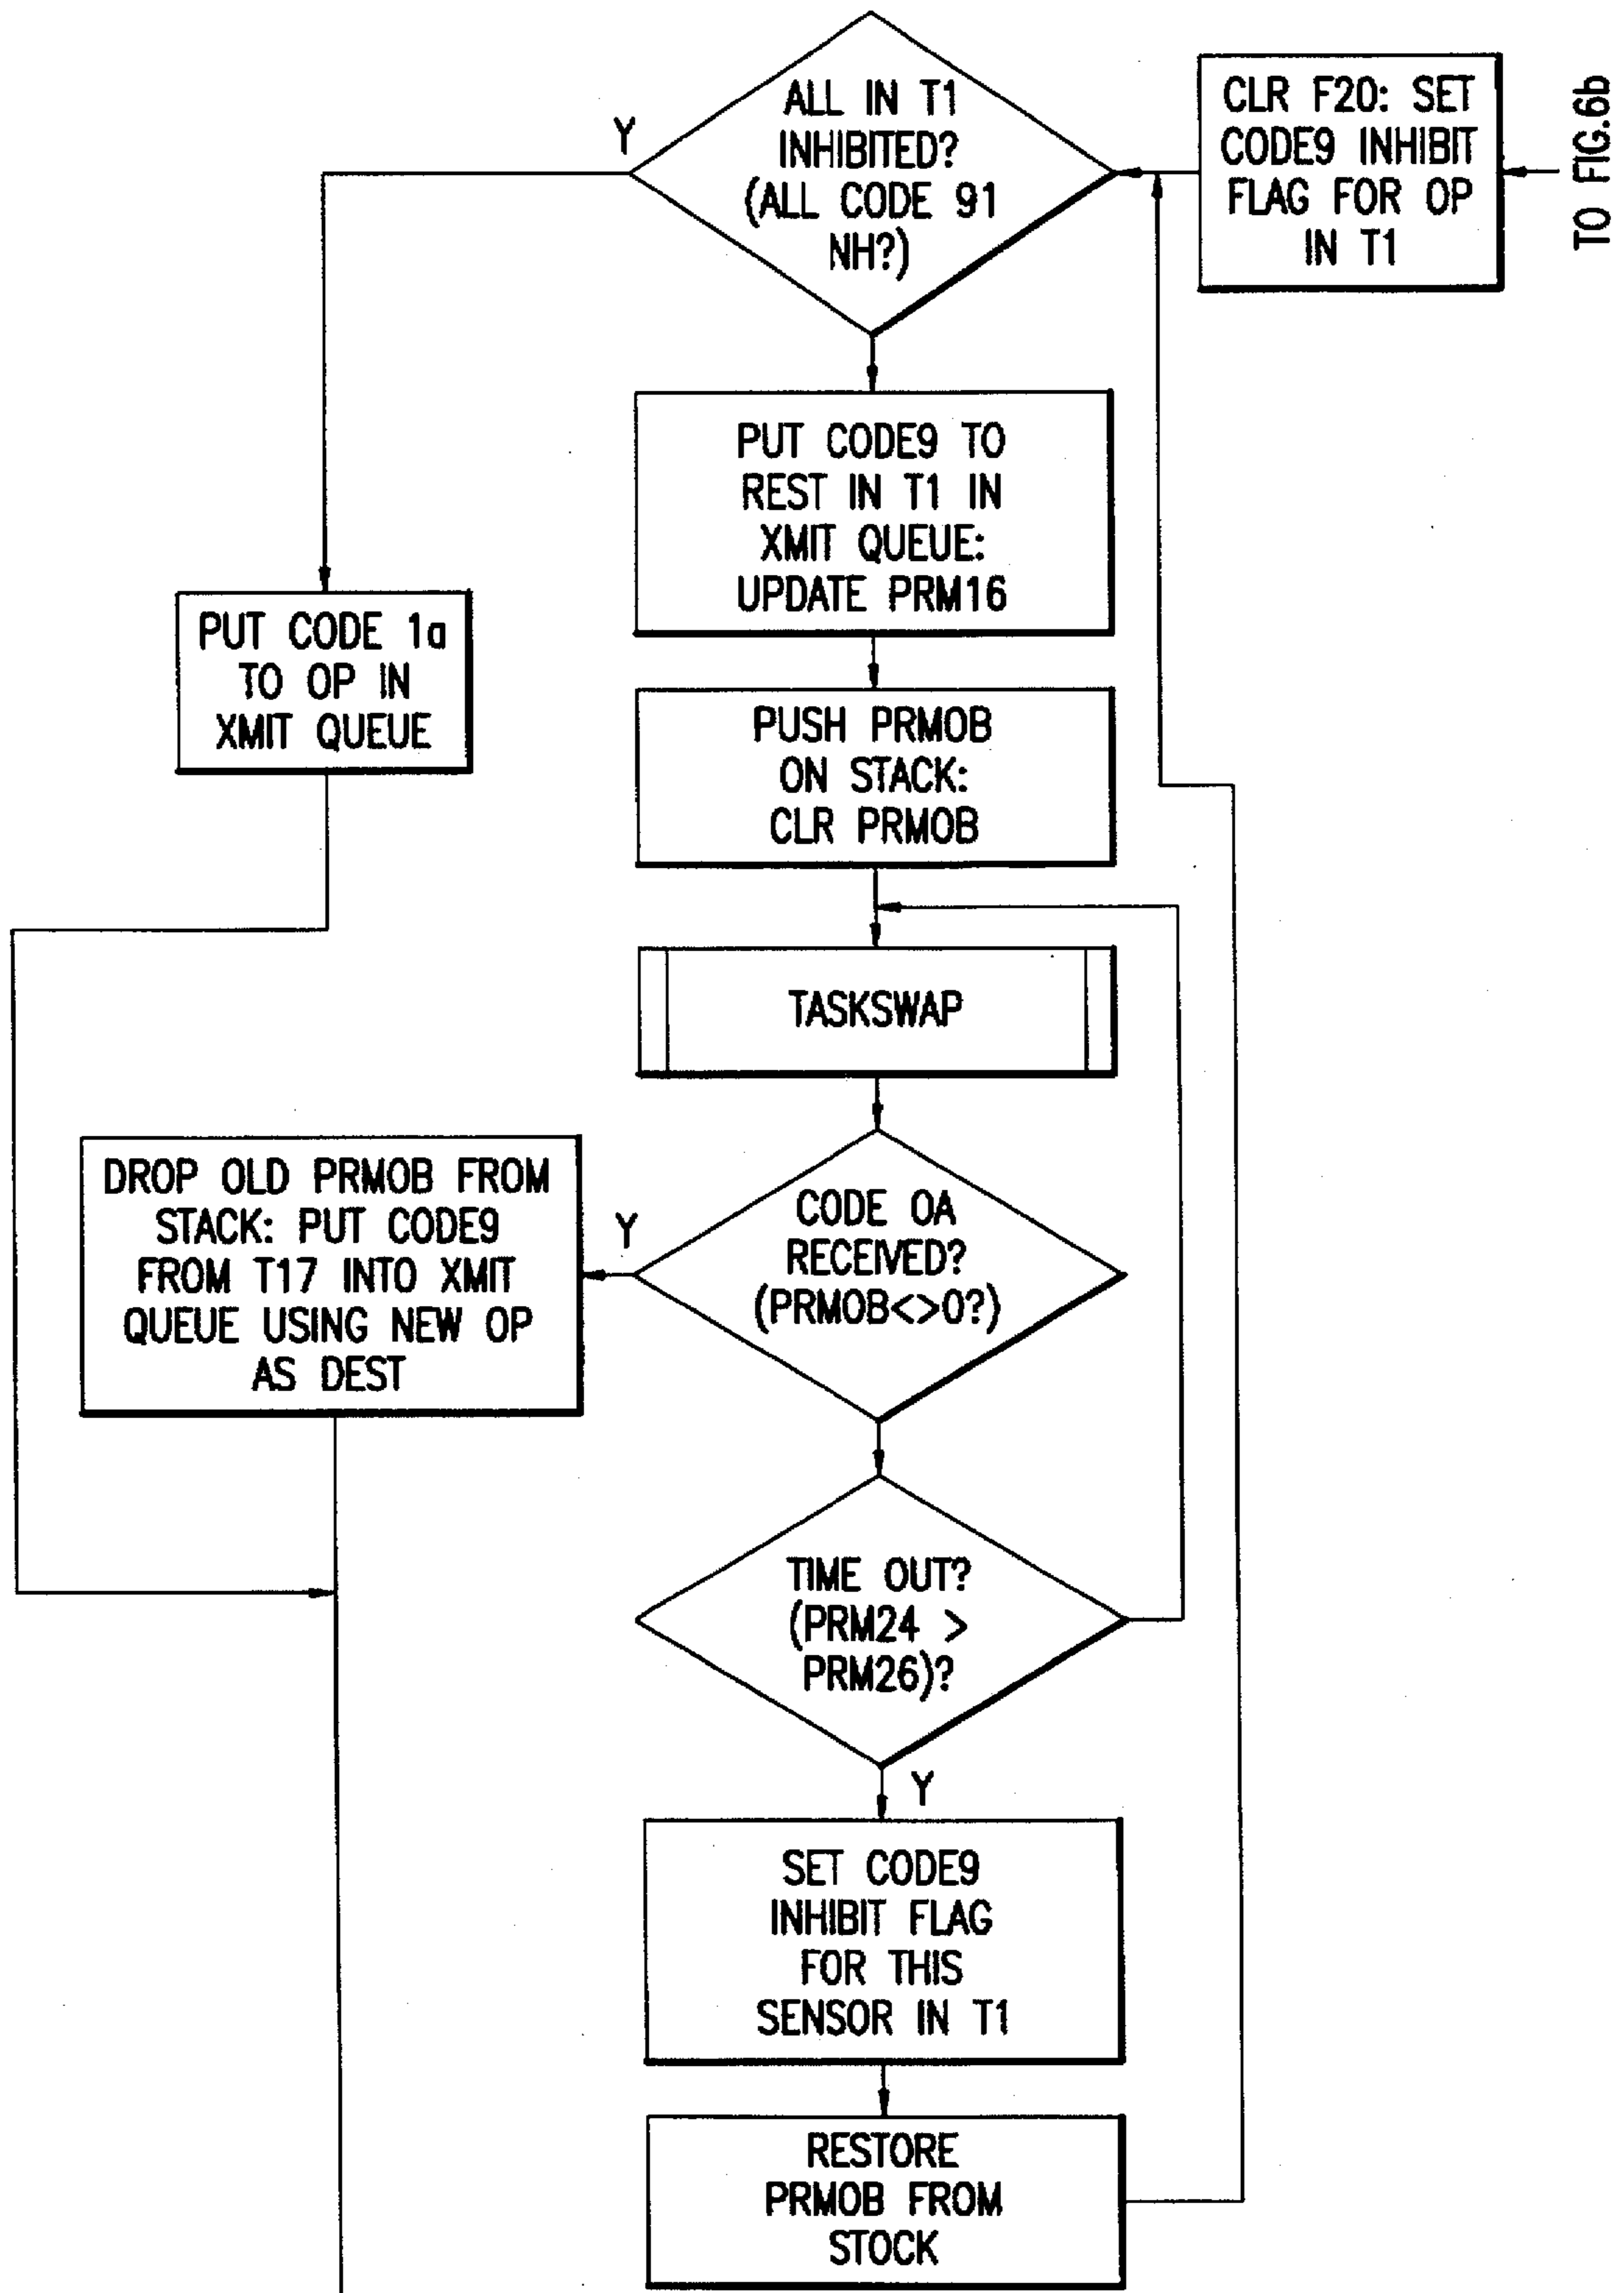 ALL IN T1
INHIBITED?
(ALL CODE 91
NH?)
Y
CLR F20: SET
CODE9 INHIBIT
FLAG FOR OP
IN T1
TO FIG.6b
PUT CODE9 TO
REST IN T1 IN
XMIT QUEUE:
UPDATE PRM16
PUT CODE 1a
TO OP IN
XMIT QUEUE
PUSH PRMOB
ON STACK:
CLR PRMOB
TASKSWAP
DROP OLD PRMOB FROM
STACK: PUT CODE9
FROM T17 INTO XMIT
QUEUE USING NEW OP
AS DEST
Y
CODE OA
RECEIVED?
(PRMOB<>0?)
TIME OUT?
(PRM24 >
PRM26)?
Y
SET CODE9
INHIBIT FLAG
FOR THIS
SENSOR IN T1
RESTORE
PRMOB FROM
STOCK